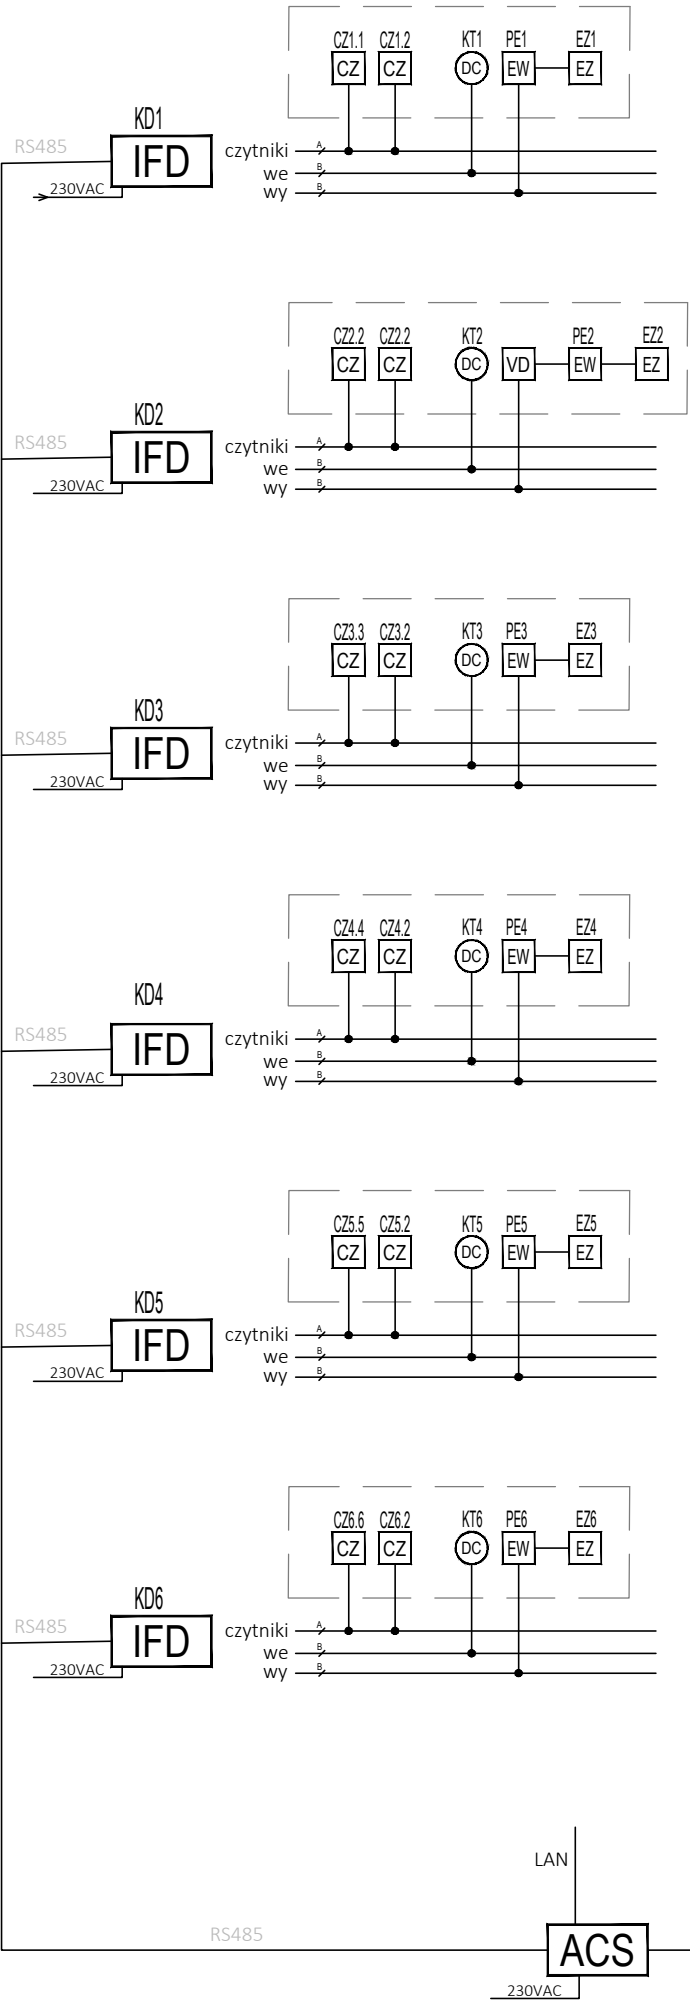 CZ1.1 CZ1.2 KT1 PE1 EZ1
CZ CZ DC EW EZ
KD1
RS485 IFD czytniki A
we B
230VAC wy B
CZ2.2 CZ2.2 KT2 PE2 EZ2
CZ CZ DC VD EW EZ
KD2
RS485 IFD czytniki A
we B
230VAC wy B
CZ3.3 CZ3.2 KT3 PE3 EZ3
CZ CZ DC EW EZ
KD3
RS485 IFD czytniki A
we B
230VAC wy B
CZ4.4 CZ4.2 KT4 PE4 EZ4
CZ CZ DC EW EZ
KD4
RS485 IFD czytniki A
we B
230VAC wy B
CZ5.5 CZ5.2 KT5 PE5 EZ5
CZ CZ DC EW EZ
KD5
RS485 IFD czytniki A
we B
230VAC wy B
CZ6.6 CZ6.2 KT6 PE6 EZ6
CZ CZ DC EW EZ
KD6
RS485 IFD czytniki A
we B
230VAC wy B
LAN
RS485 ACS
230VAC